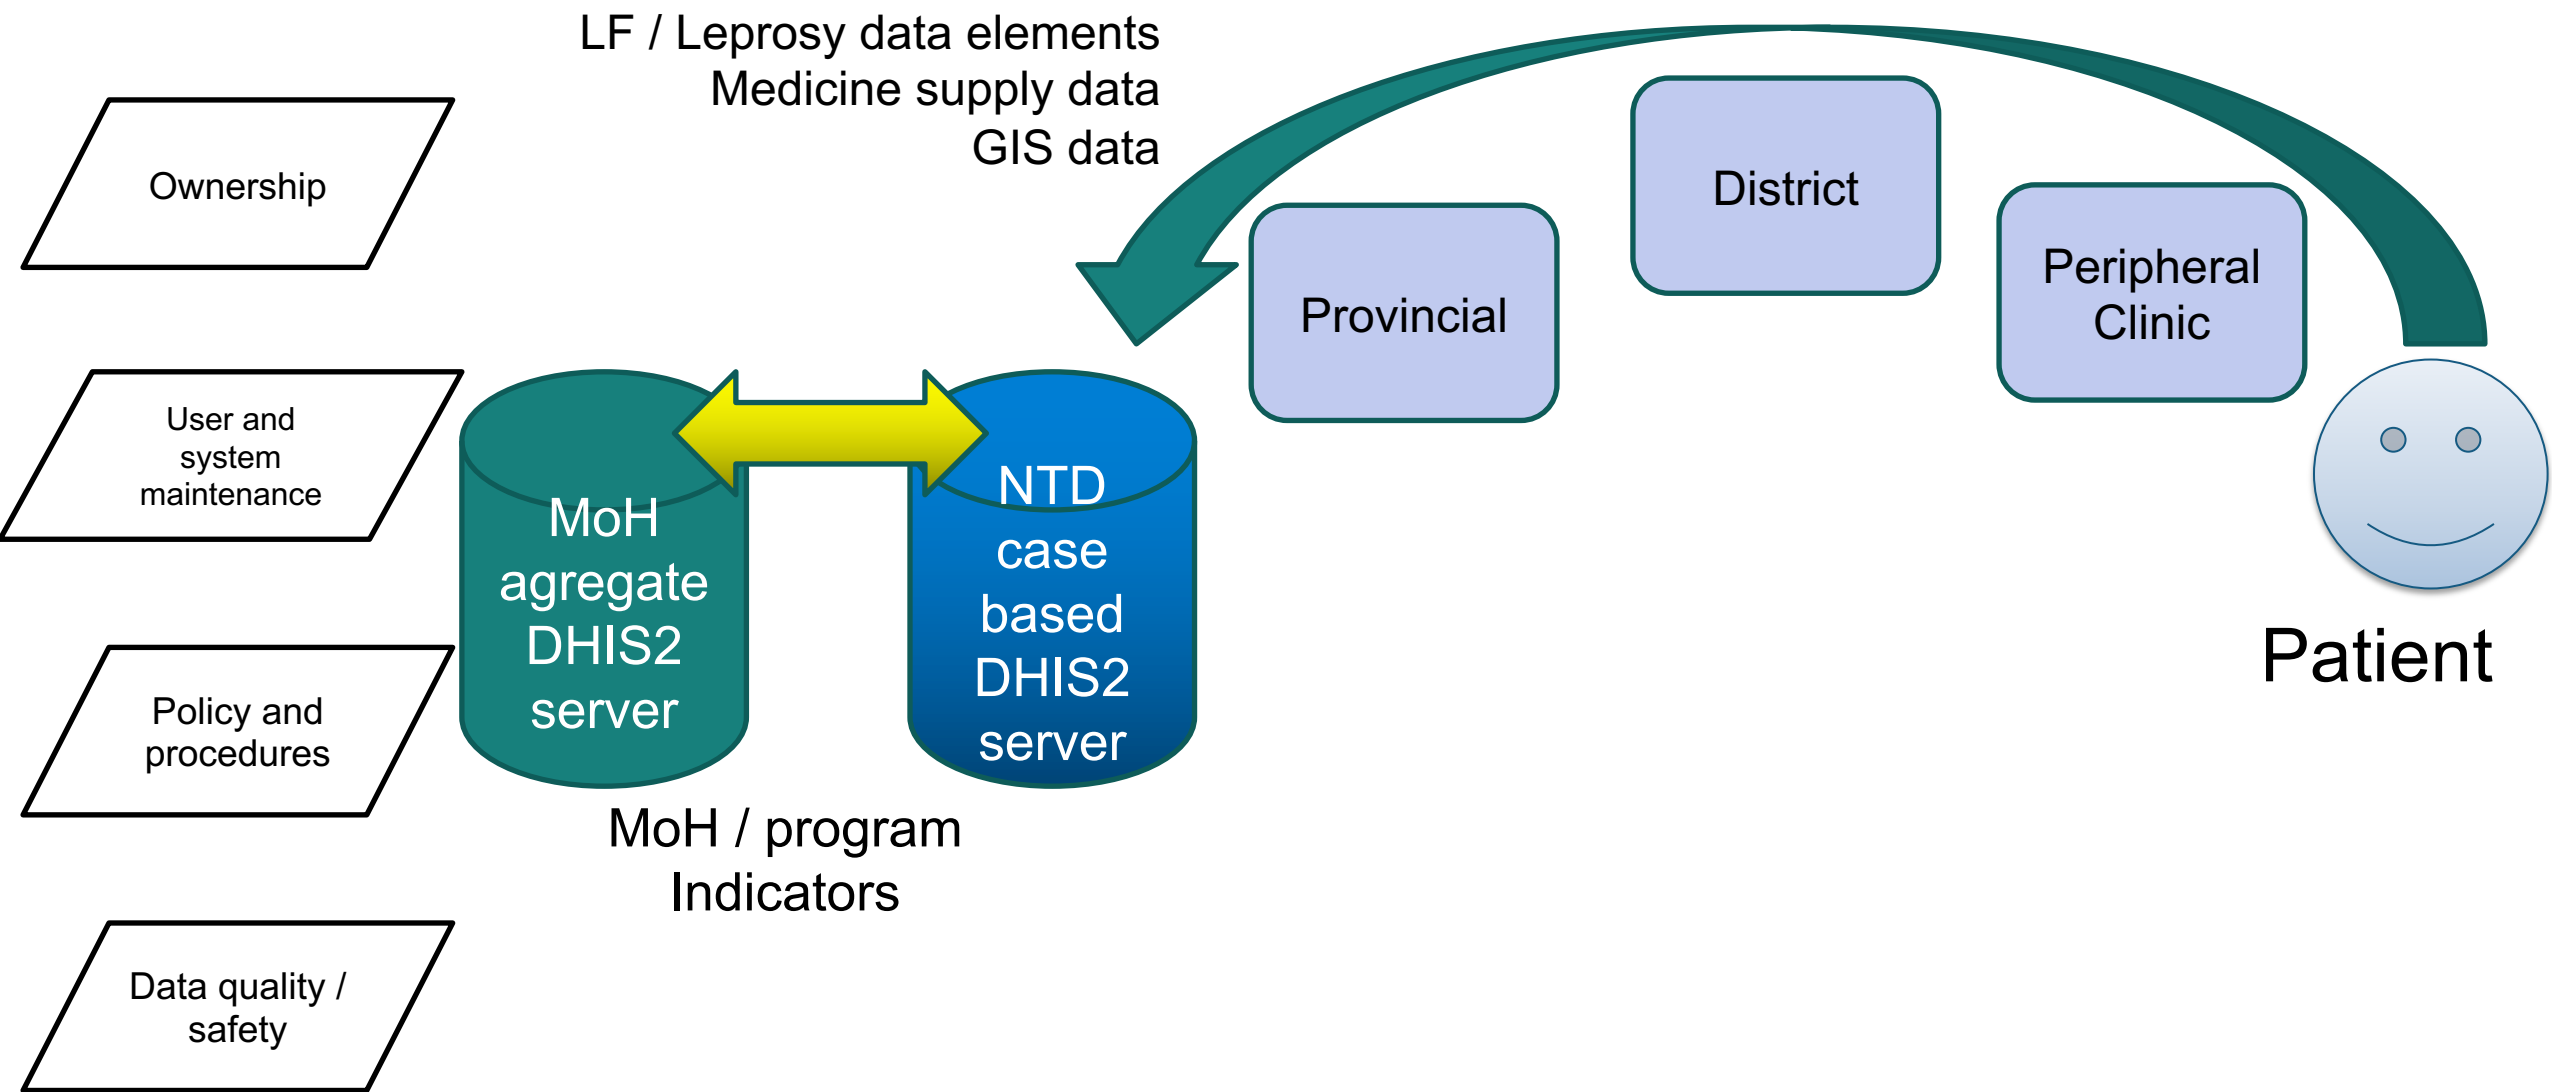 LF / Leprosy data elements
Medicine supply data
GIS data
Ownership
District
Peripheral
Clinic
Provincial
User and
system
maintenance
MoH
agregate
DHIS2
server
NTD
case
based
DHIS2
server
Patient
Policy and
procedures
MoH / program
Indicators
Data quality /
safety